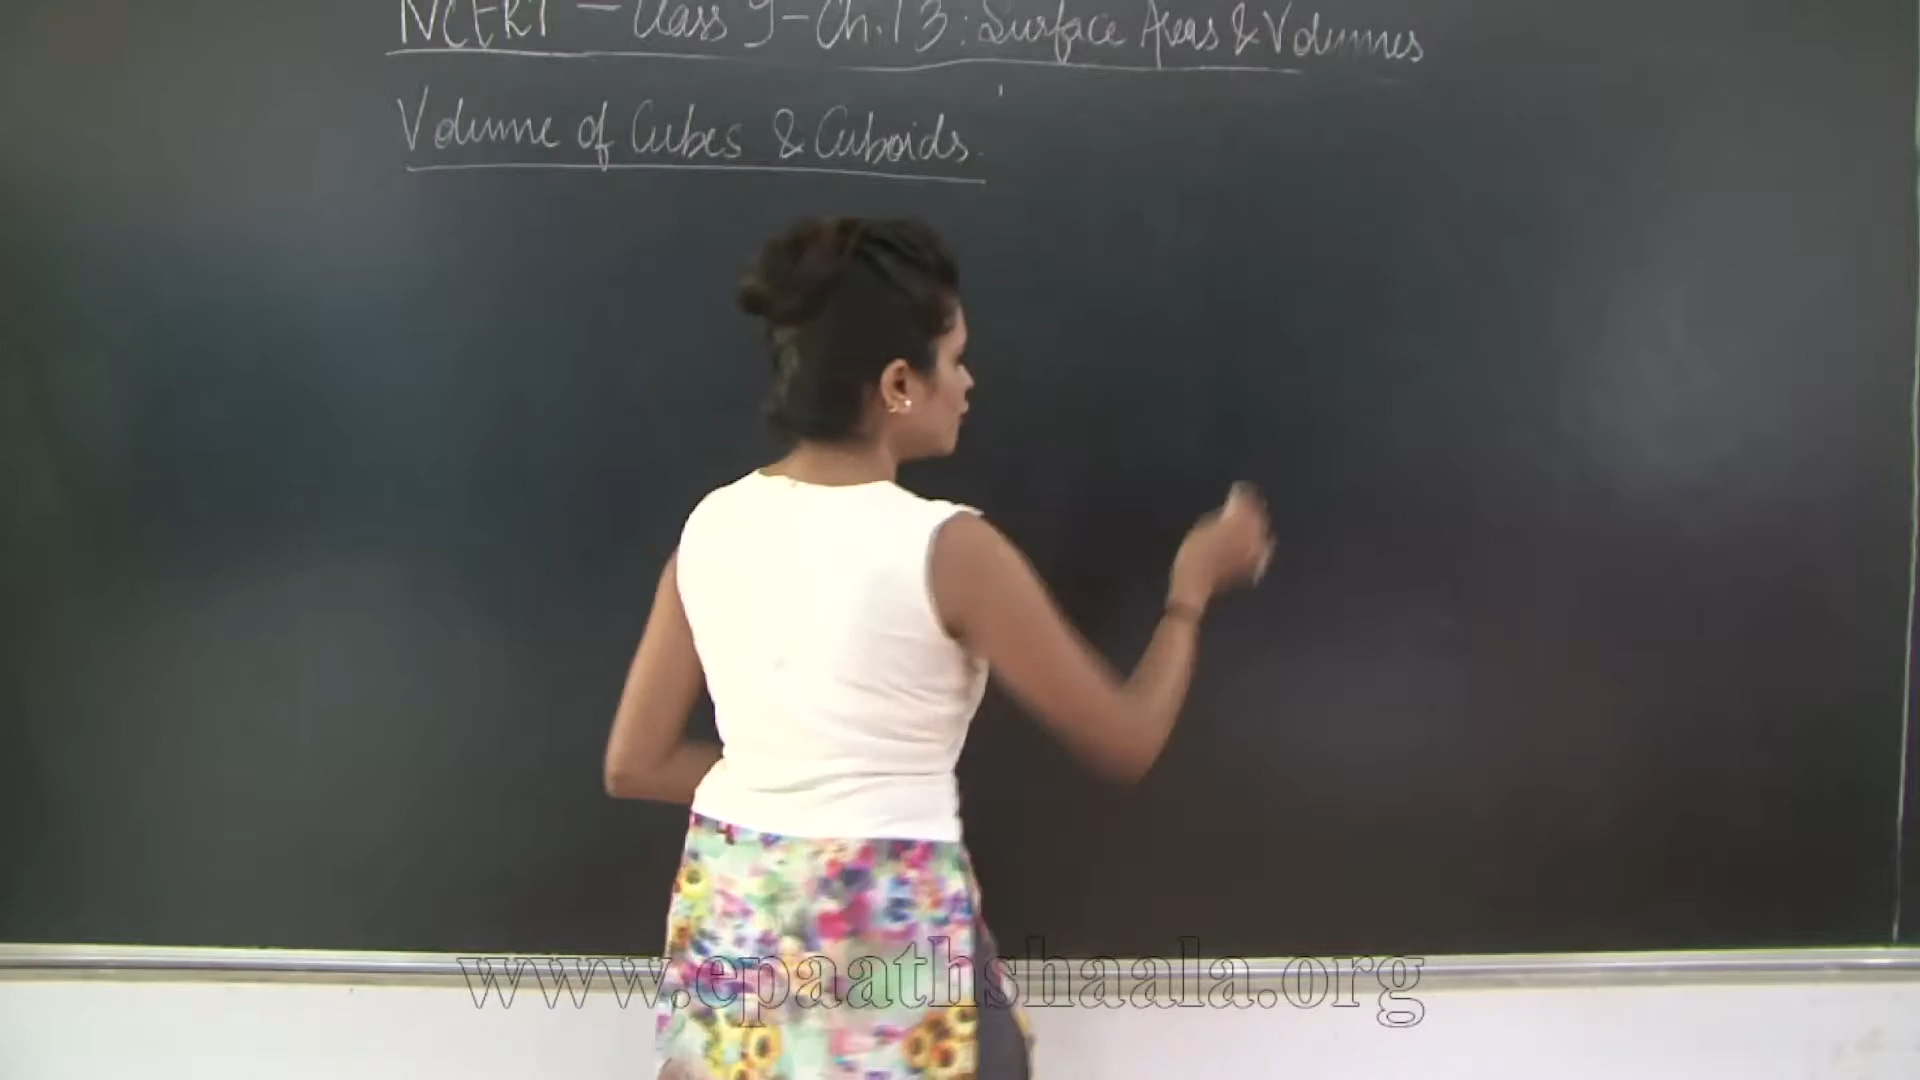 NCERT - Class 9 - Ch.13: Surface Areas & Volumes
Volume of Cubes & Cuboids.
www.epaathshaala.org